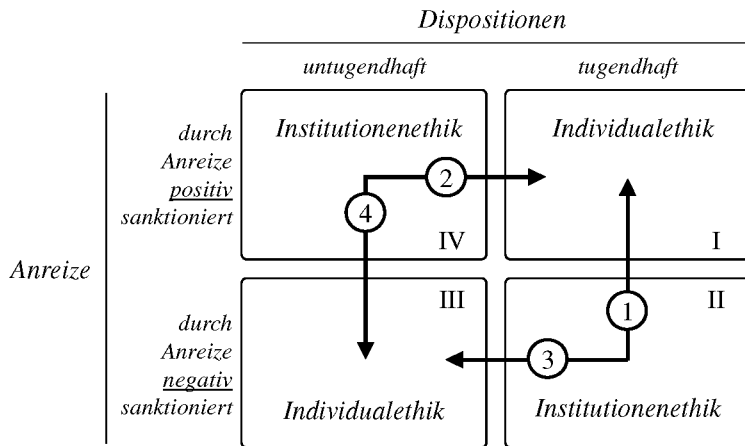 Dispositionen
untugendhaft
tugendhaft
Anreize
durch
Anreize
positiv
sanktioniert
Institutionenethik
2
4
IV
Individualethik
I
durch
Anreize
negativ
sanktioniert
III
Individualethik
II
1
3
Institutionenethik